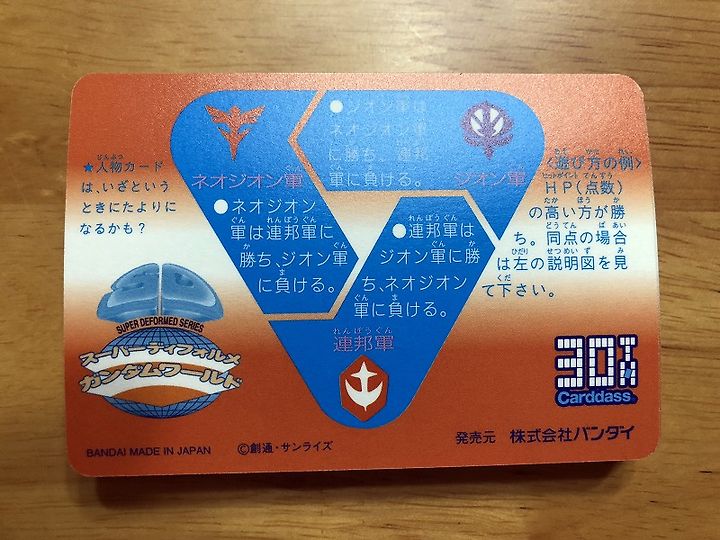 ★人物カード
は、いざという
ときにたよりに
なるかも？
ネオジオン軍
●ネオジオン
軍は連邦軍に
勝ち、ジオン軍
に負ける。
●ジオン軍は
ネオジオン軍
に勝ち、連邦
軍に負ける。
ジオン軍
●連邦軍は
ジオン軍に勝
ち、ネオジオン
軍に負ける。
連邦軍
〈遊び方の例〉
HP(点数)
の高い方が勝
ち。同点の場合
は左の説明図を見
て下さい。
SUPER DEFORMED SERIES
スーパーディフォルメ
ガンダムワールド
30TH
Carddass
BANDAI MADE IN JAPAN
©創通・サンライズ
発売元 株式会社バンダイ